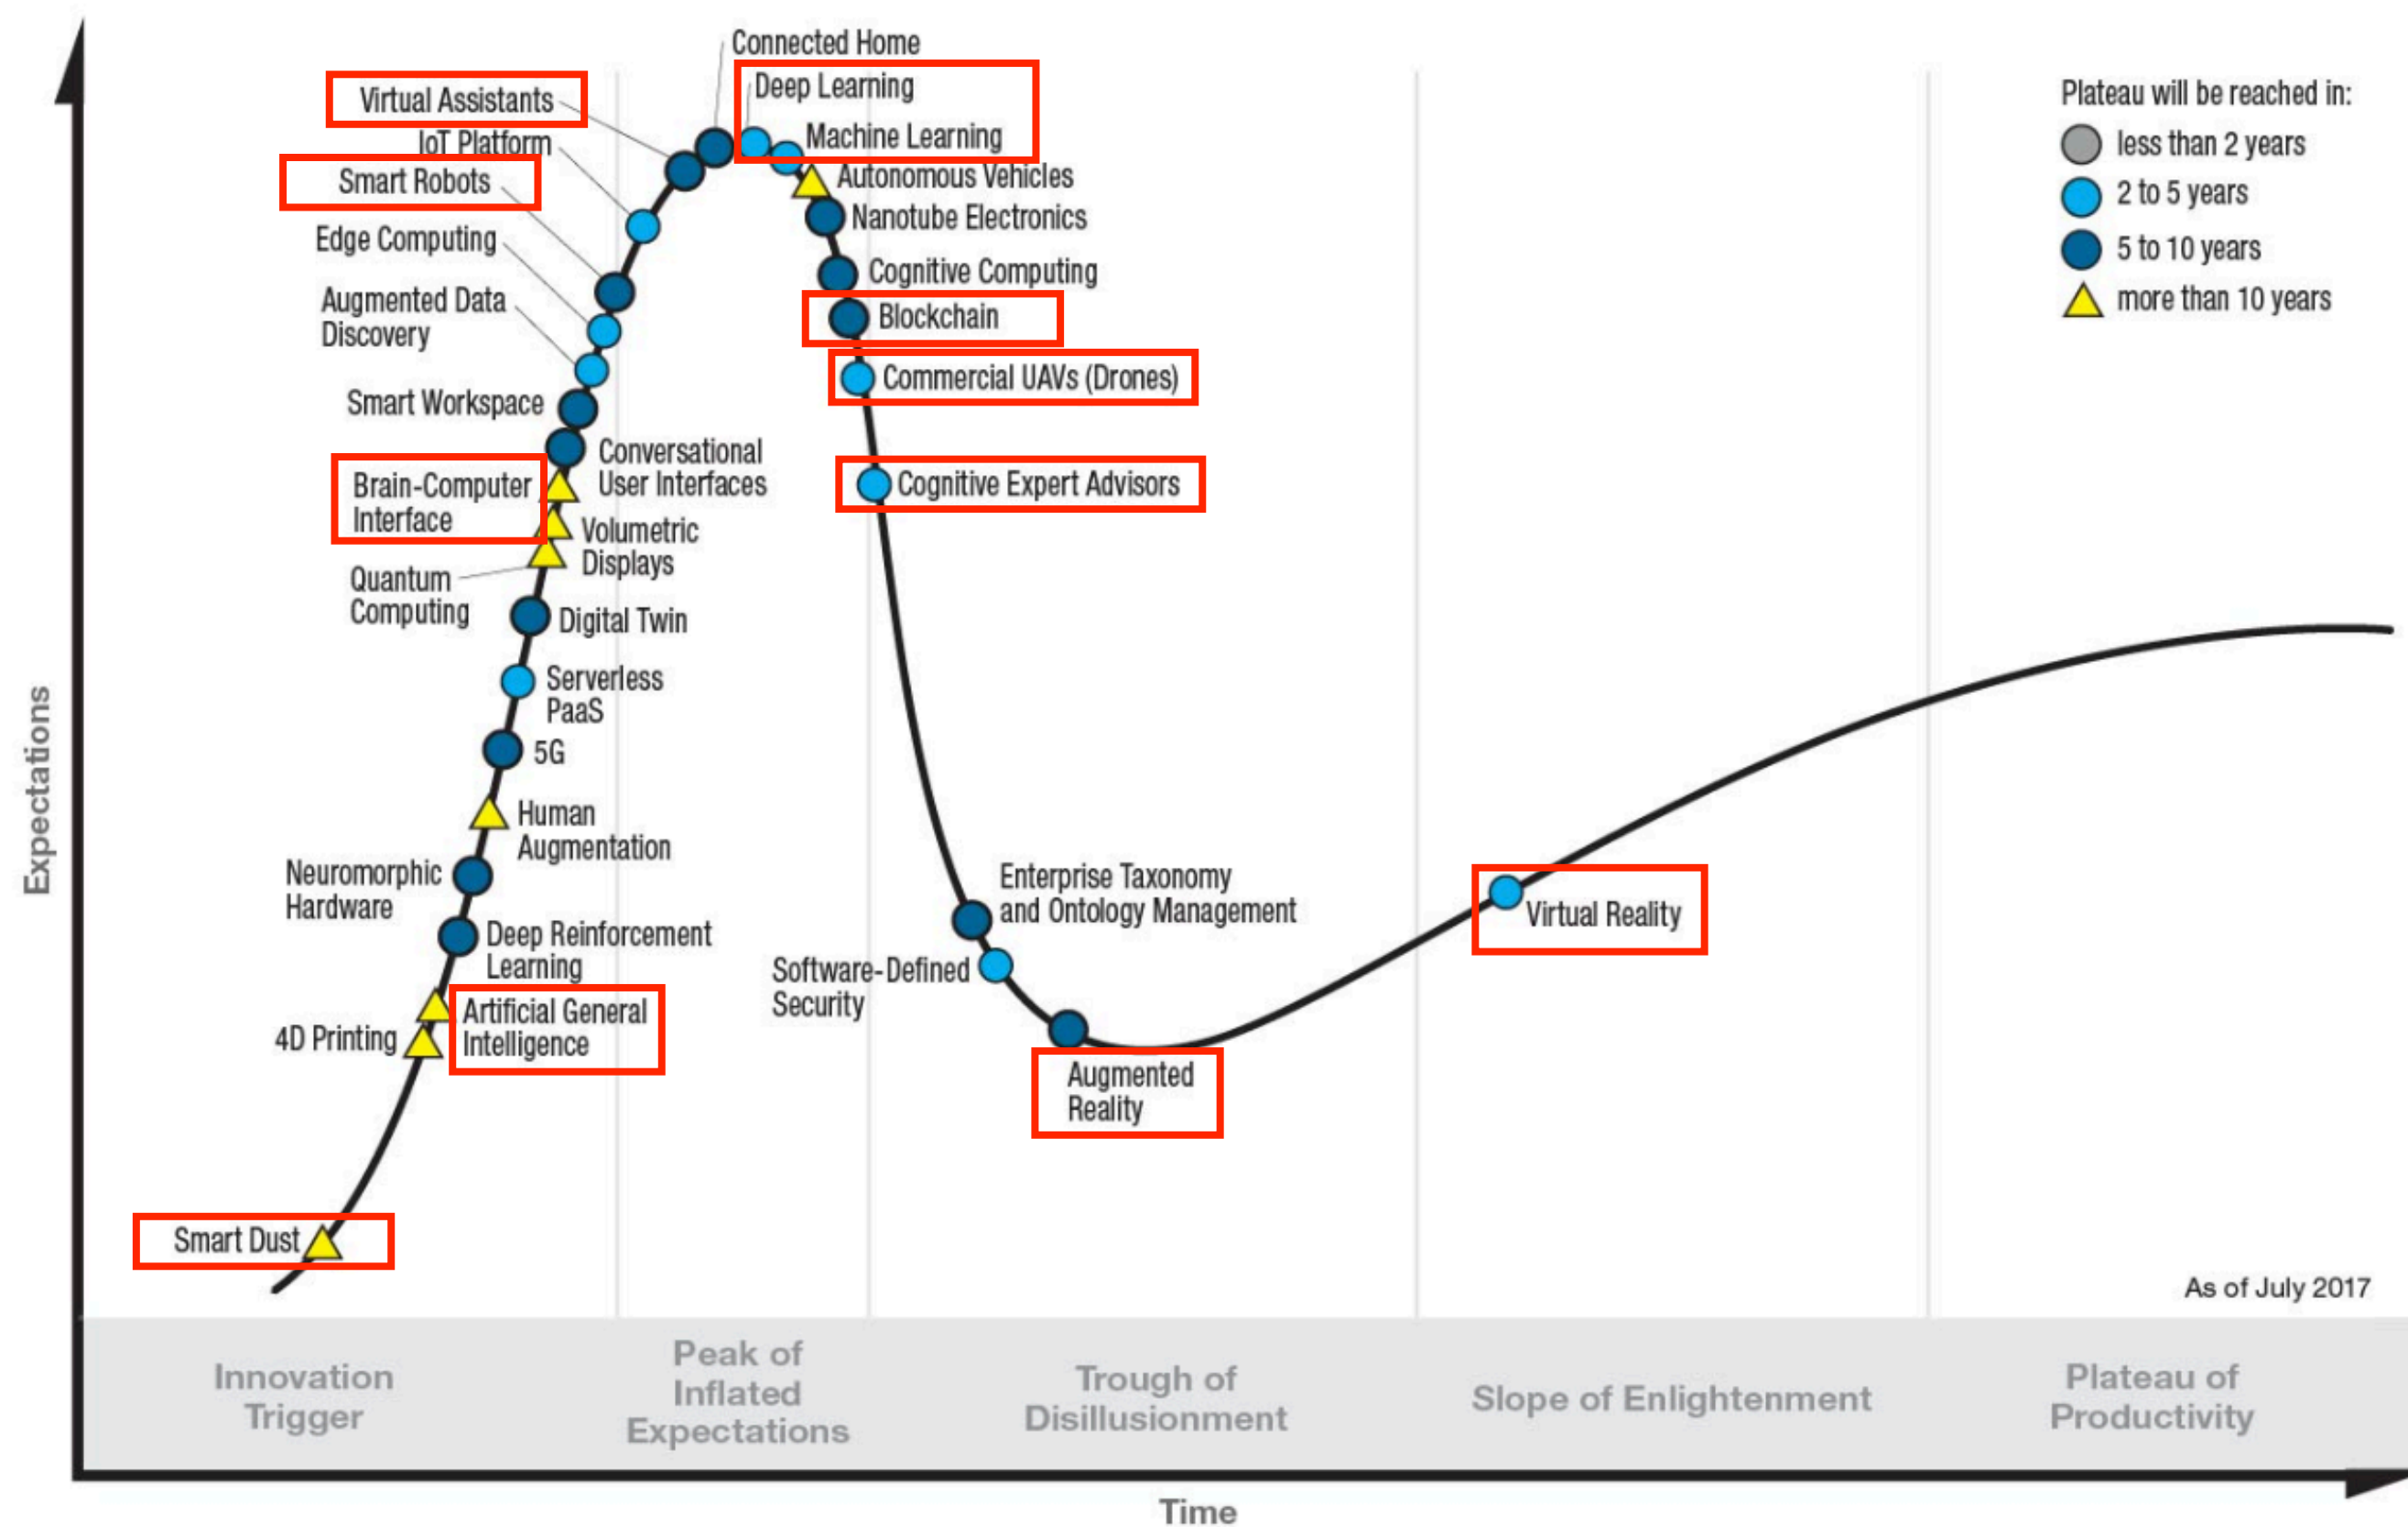 Connected Home
Deep Learning
Virtual Assistants
Machine Learning
IoT Platform
Autonomous Vehicles
Smart Robots
Nanotube Electronics
Edge Computing
Cognitive Computing
Augmented Data
Discovery
Blockchain
Commercial UAVs (Drones)
Smart Workspace
Conversational
User Interfaces
Brain-Computer
Interface
Cognitive Expert Advisors
Volumetric
Displays
Quantum
Computing
Digital Twin
Serverless
PaaS
5G
Human
Augmentation
Neuromorphic
Hardware
Deep Reinforcement
Learning
Artificial General
Intelligence
4D Printing
Smart Dust
Enterprise Taxonomy
and Ontology Management
Software-Defined
Security
Augmented
Reality
Virtual Reality
Plateau will be reached in:
less than 2 years
2 to 5 years
5 to 10 years
more than 10 years
As of July 2017
Expectations
Innovation
Trigger
Peak of
Inflated
Expectations
Trough of
Disillusionment
Slope of Enlightenment
Plateau of
Productivity
Time